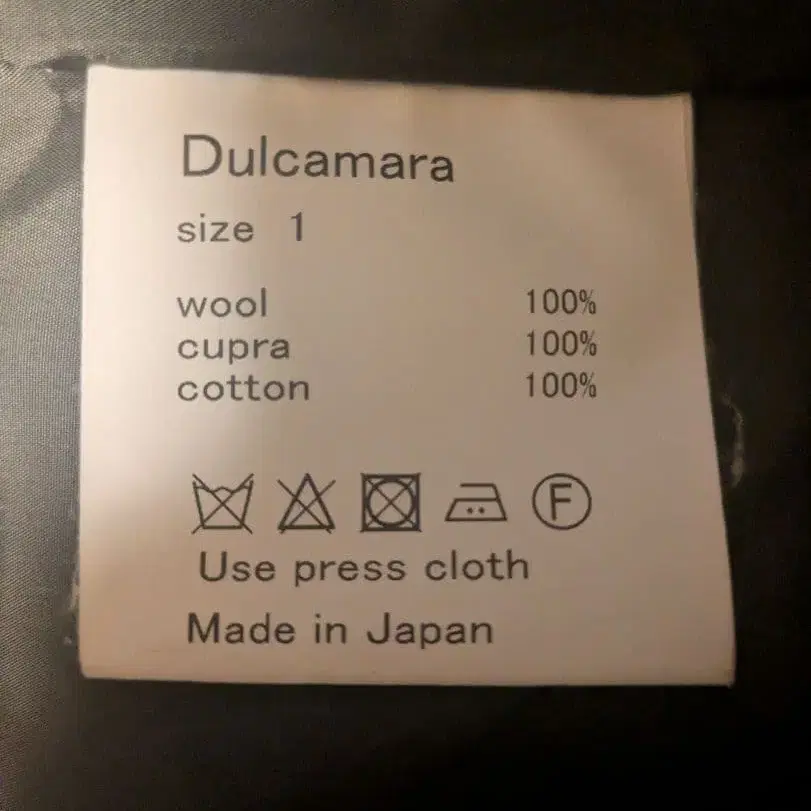 Dulcamara
size 1
wool 100%
cupra 100%
cotton 100%
F
Use press cloth
Made in Japan